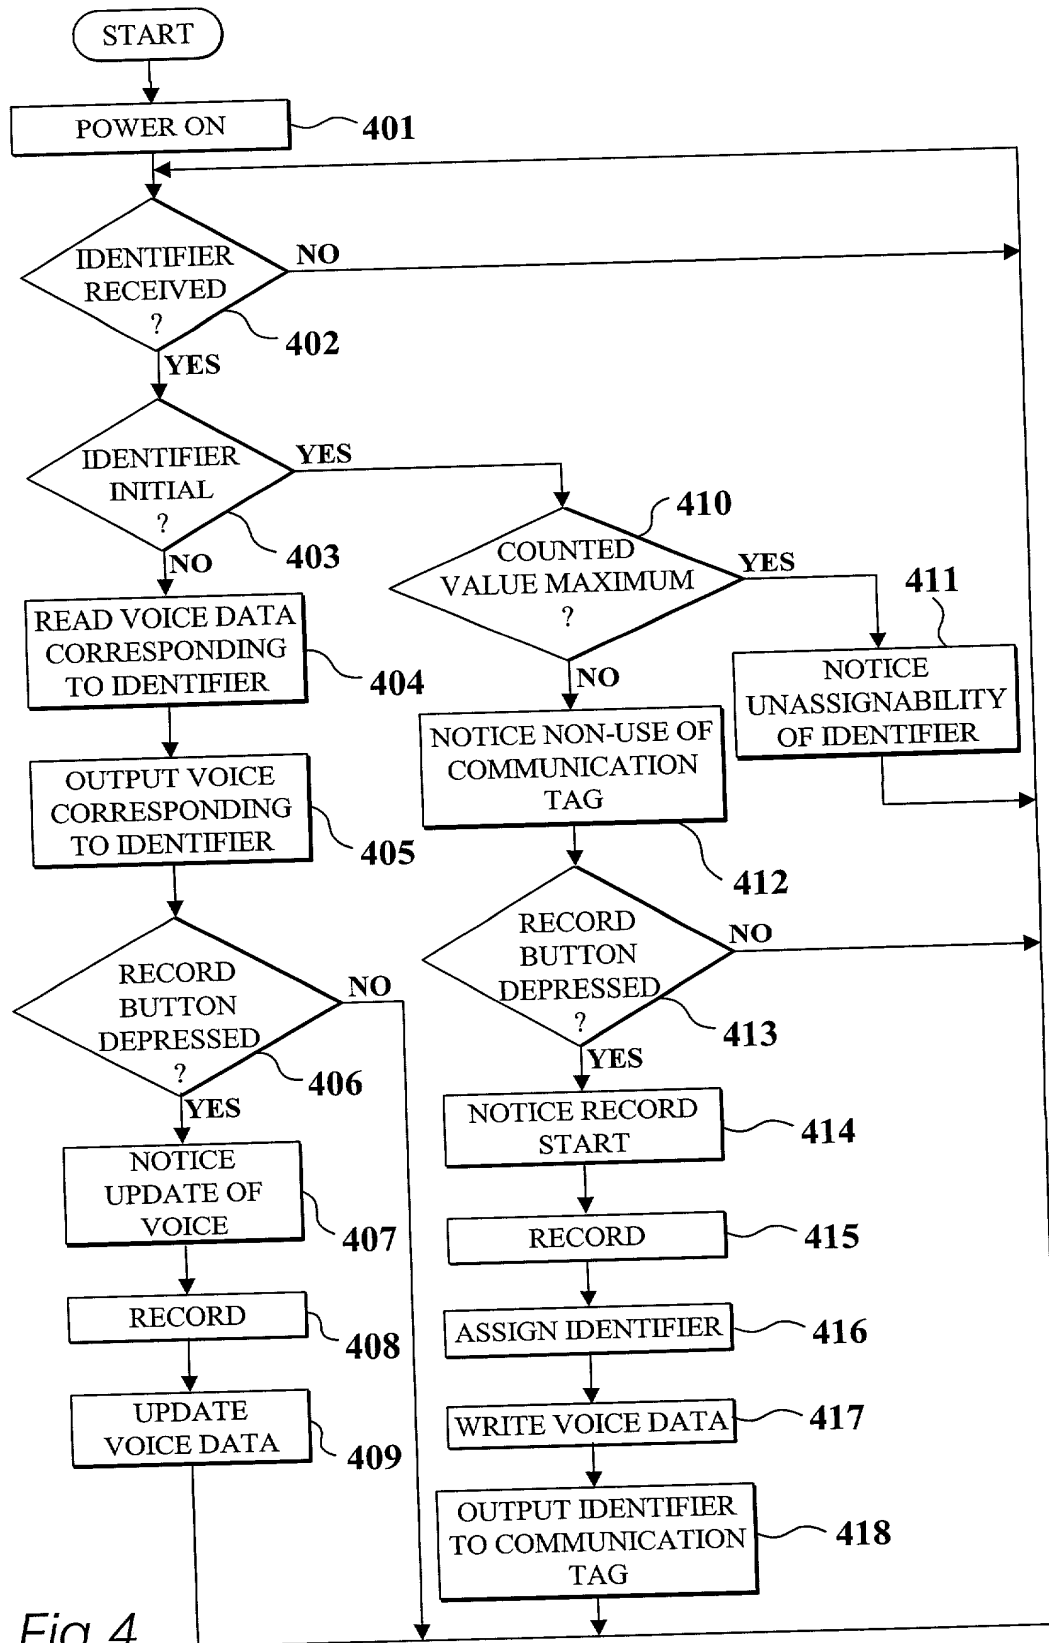 START
POWER ON
401
IDENTIFIER
RECEIVED
?
NO
402
YES
IDENTIFIER
INITIAL
?
YES
403
NO
READ VOICE DATA
CORRESPONDING
TO IDENTIFIER
404
OUTPUT VOICE
CORRESPONDING
TO IDENTIFIER
405
RECORD
BUTTON
DEPRESSED
?
NO
406
YES
NOTICE
UPDATE OF
VOICE
407
RECORD
408
UPDATE
VOICE DATA
409
410
COUNTED
VALUE MAXIMUM
?
YES
411
NOTICE
UNASSIGNABILITY
OF IDENTIFIER
NO
NOTICE NON-USE OF
COMMUNICATION
TAG
412
RECORD
BUTTON
DEPRESSED
?
NO
413
YES
NOTICE RECORD
START
414
RECORD
415
ASSIGN IDENTIFIER
416
WRITE VOICE DATA
417
OUTPUT IDENTIFIER
TO COMMUNICATION
TAG
418
Fig 4